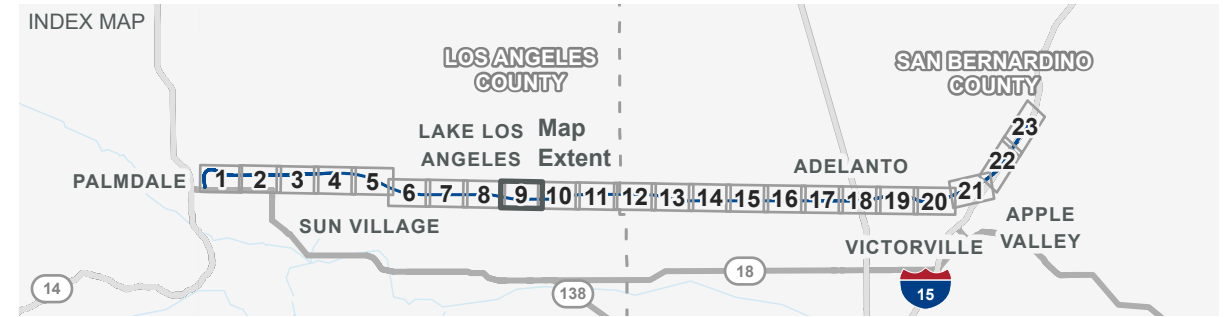 INDEX MAP
LOS ANGELES
COUNTY
SAN BERNARDINO
COUNTY
LAKE LOS
ANGELES
Map
Extent
ADELANTO
PALMDALE
1 2 3 4 5 6 7 8 9 10 11 12 13 14 15 16 17 18 19 20 21 22 23
SUN VILLAGE
APPLE
VALLEY
VICTORVILLE
14
138
18
15